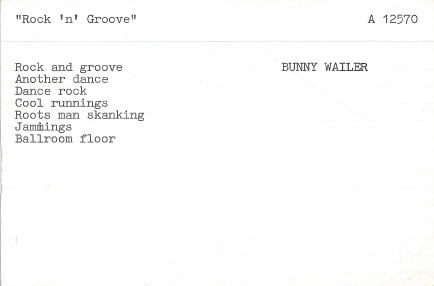 "Rock 'n' Groove" A 12570
Rock and groove BUNNY WAILER
Another dance
Dance rock
Cool runnings
Roots man skanking
Jammings
Ballroom floor